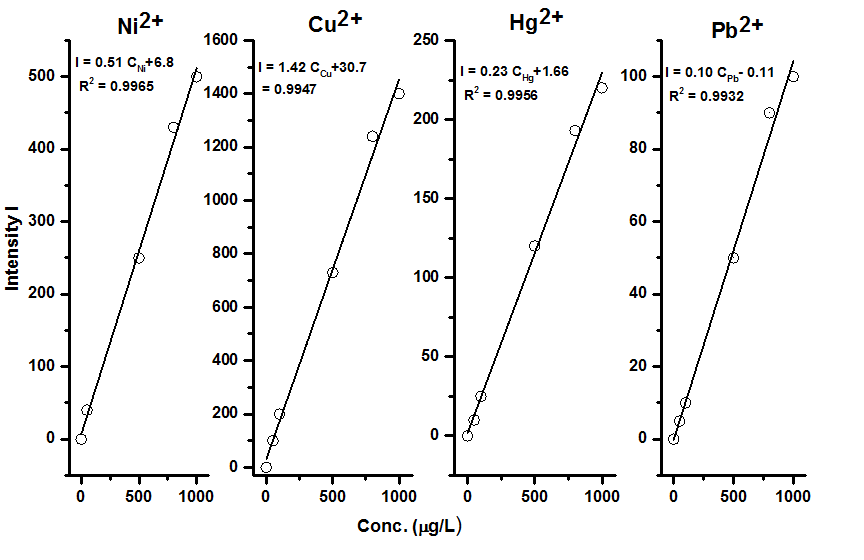 Ni2+
Cu2+
Hg2+
Pb2+
I = 0.51 CNi+6.8
R2 = 0.9965
I = 1.42 CCu+30.7
= 0.9947
I = 0.23 CHg+1.66
R2 = 0.9956
I = 0.10 CPb- 0.11
R2 = 0.9932
Intensity I
500
400
300
200
100
0
1600
1400
1200
1000
800
600
400
200
0
250
200
150
100
50
0
100
80
60
40
20
0
0 500 1000
0 500 1000
0 500 1000
0 500 1000
Conc. (μg/L)